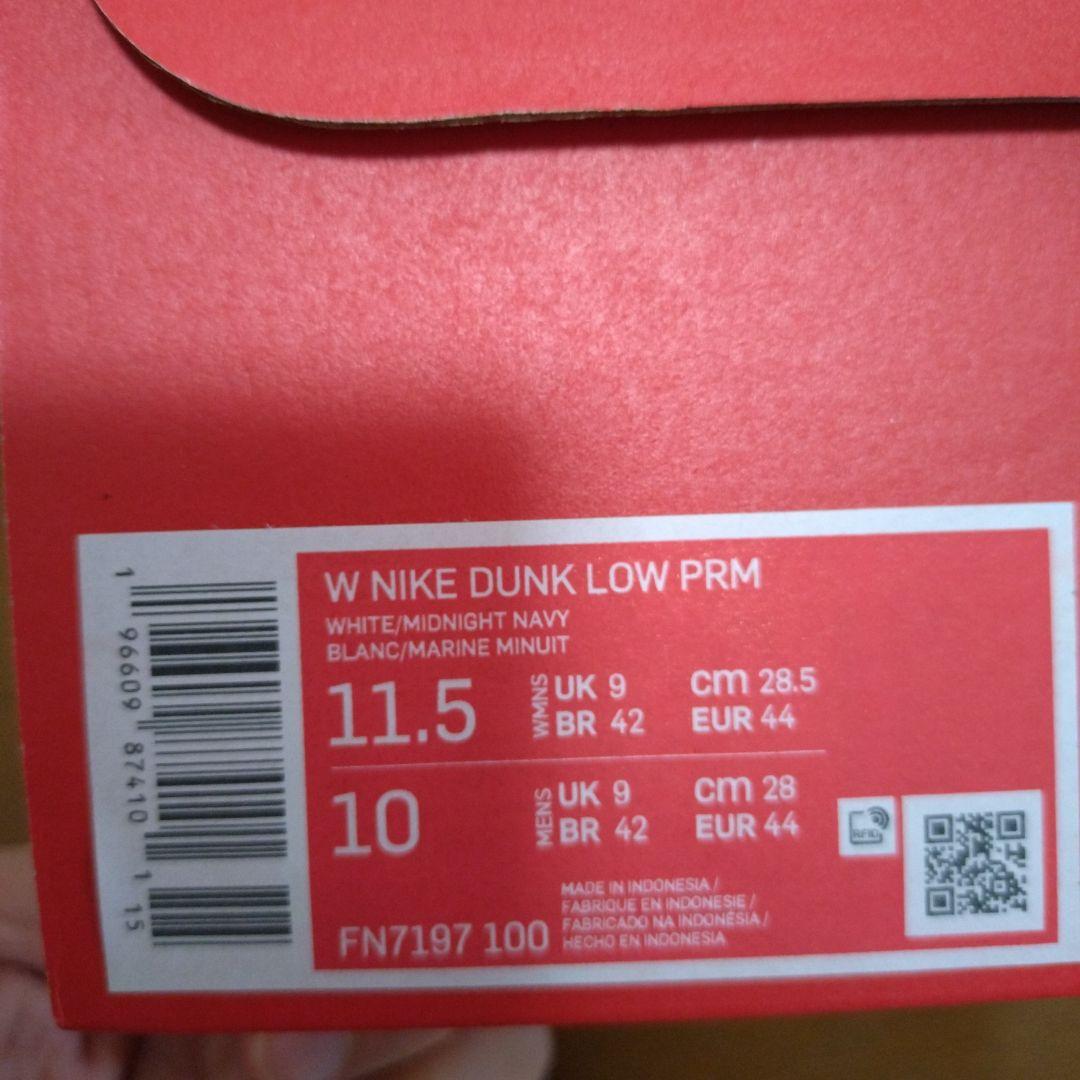 W NIKE DUNK LOW PRM
WHITE/MIDNIGHT NAVY
BLANC/MARINE MINUIT
11.5 WMNS UK 9 cm 28.5
BR 42 EUR 44
10 MENS UK 9 cm 28
BR 42 EUR 44
FN7197 100
MADE IN INDONESIA /
FABRIQUE EN INDONESIE /
FABRICADO NA INDONÉSIA /
HECHO EN INDONESIA
RFID
1 96609 87410 1 15